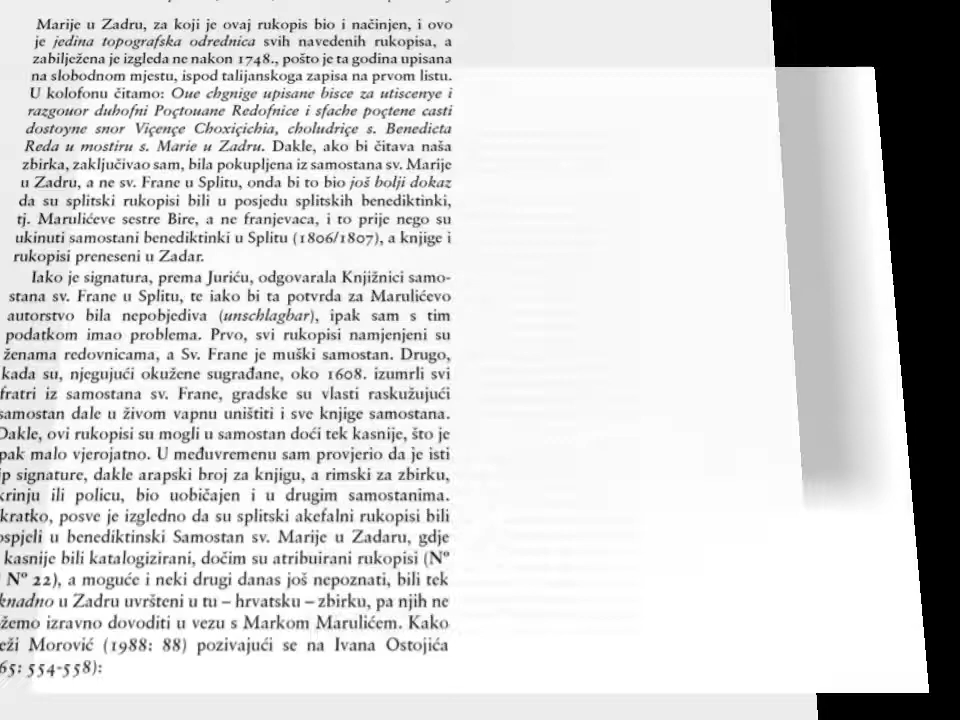 Marije u Zadru, za koji je ovaj rukopis bio i načinjen, i ovo
je jedina topografska odrednica svih navedenih rukopisa, a
zabilježena je izgleda ne nakon 1748., pošto je ta godina upisana
na slobodnom mjestu, ispod talijanskoga zapisa na prvom listu.
U kolofonu čitamo: Oue chgnige upisane bisce za utiscenye i
razgouor duhofni Poçtouane Redofnice i sfache poçtene casti
dostoyne snor Viçençe Choxiçichia, choludriçe s. Benedicta
Reda u mostiru s. Marie u Zadru. Dakle, ako bi čitava naša
zbirka, zaključivao sam, bila pokupljena iz samostana sv. Marije
u Zadru, a ne sv. Frane u Splitu, onda bi to bio još bolji dokaz
da su splitski rukopisi bili u posjedu splitskih benediktinki,
tj. Marulićeve sestre Bire, a ne franjevaca, i to prije nego su
ukinuti samostani benediktinki u Splitu (1806/1807), a knjige i
rukopisi preneseni u Zadar.
Iako je signatura, prema Juriću, odgovarala Knjižnici samo-
stana sv. Frane u Splitu, te iako bi ta potvrda za Marulićevo
autorstvo bila nepobjediva (unschlagbar), ipak sam s tim
podatkom imao problema. Prvo, svi rukopisi namjenjeni su
ženama redovnicama, a Sv. Frane je muški samostan. Drugo,
kada su, njegujući okužene sugrađane, oko 1608. izumrli svi
fratri iz samostana sv. Frane, gradske su vlasti raskužujući
samostan dale u živom vapnu uništiti i sve knjige samostana.
Dakle, ovi rukopisi su mogli u samostan doći tek kasnije, što je
pak malo vjerojatno. U međuvremenu sam provjerio da je isti
ip signature, dakle arapski broj za knjigu, a rimski za zbirku,
krinju ili policu, bio uobičajen i u drugim samostanima.
kratko, posve je izgledno da su splitski akefalni rukopisi bili
ospjeli u benediktinski Samostan sv. Marije u Zadaru, gdje
kasnije bili katalogizirani, dočim su atribuirani rukopisi (Nº
Nº 22), a moguće i neki drugi danas još nepoznati, bili tek
knadno u Zadru uvršteni u tu – hrvatsku – zbirku, pa njih ne
žemo izravno dovoditi u vezu s Markom Marulićem. Kako
eži Morović (1988: 88) pozivajući se na Ivana Ostojića
65: 554-558):